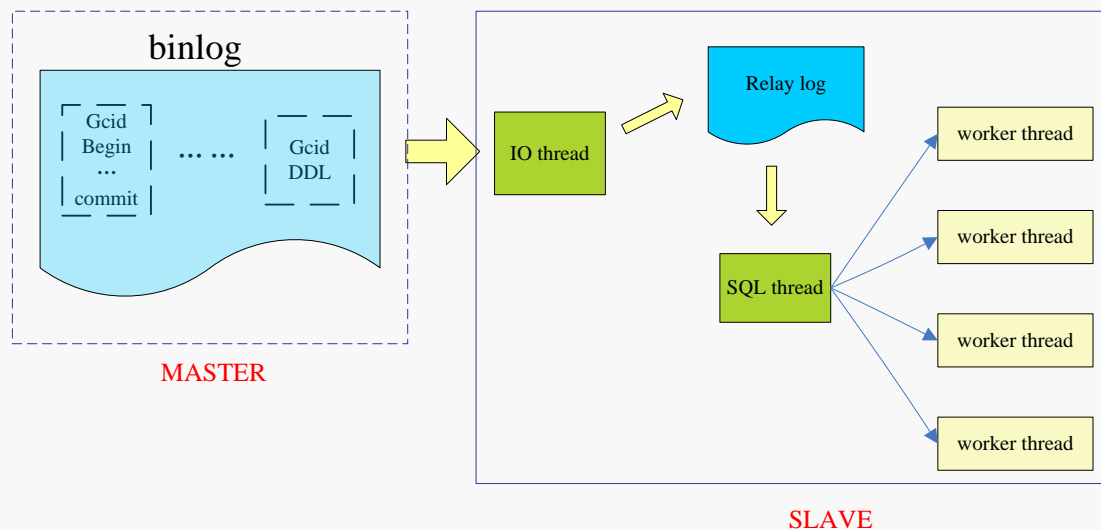 binlog
Gcid
Begin
...
commit
... ...
Gcid
DDL
MASTER
IO thread
Relay log
SQL thread
worker thread
worker thread
worker thread
worker thread
SLAVE